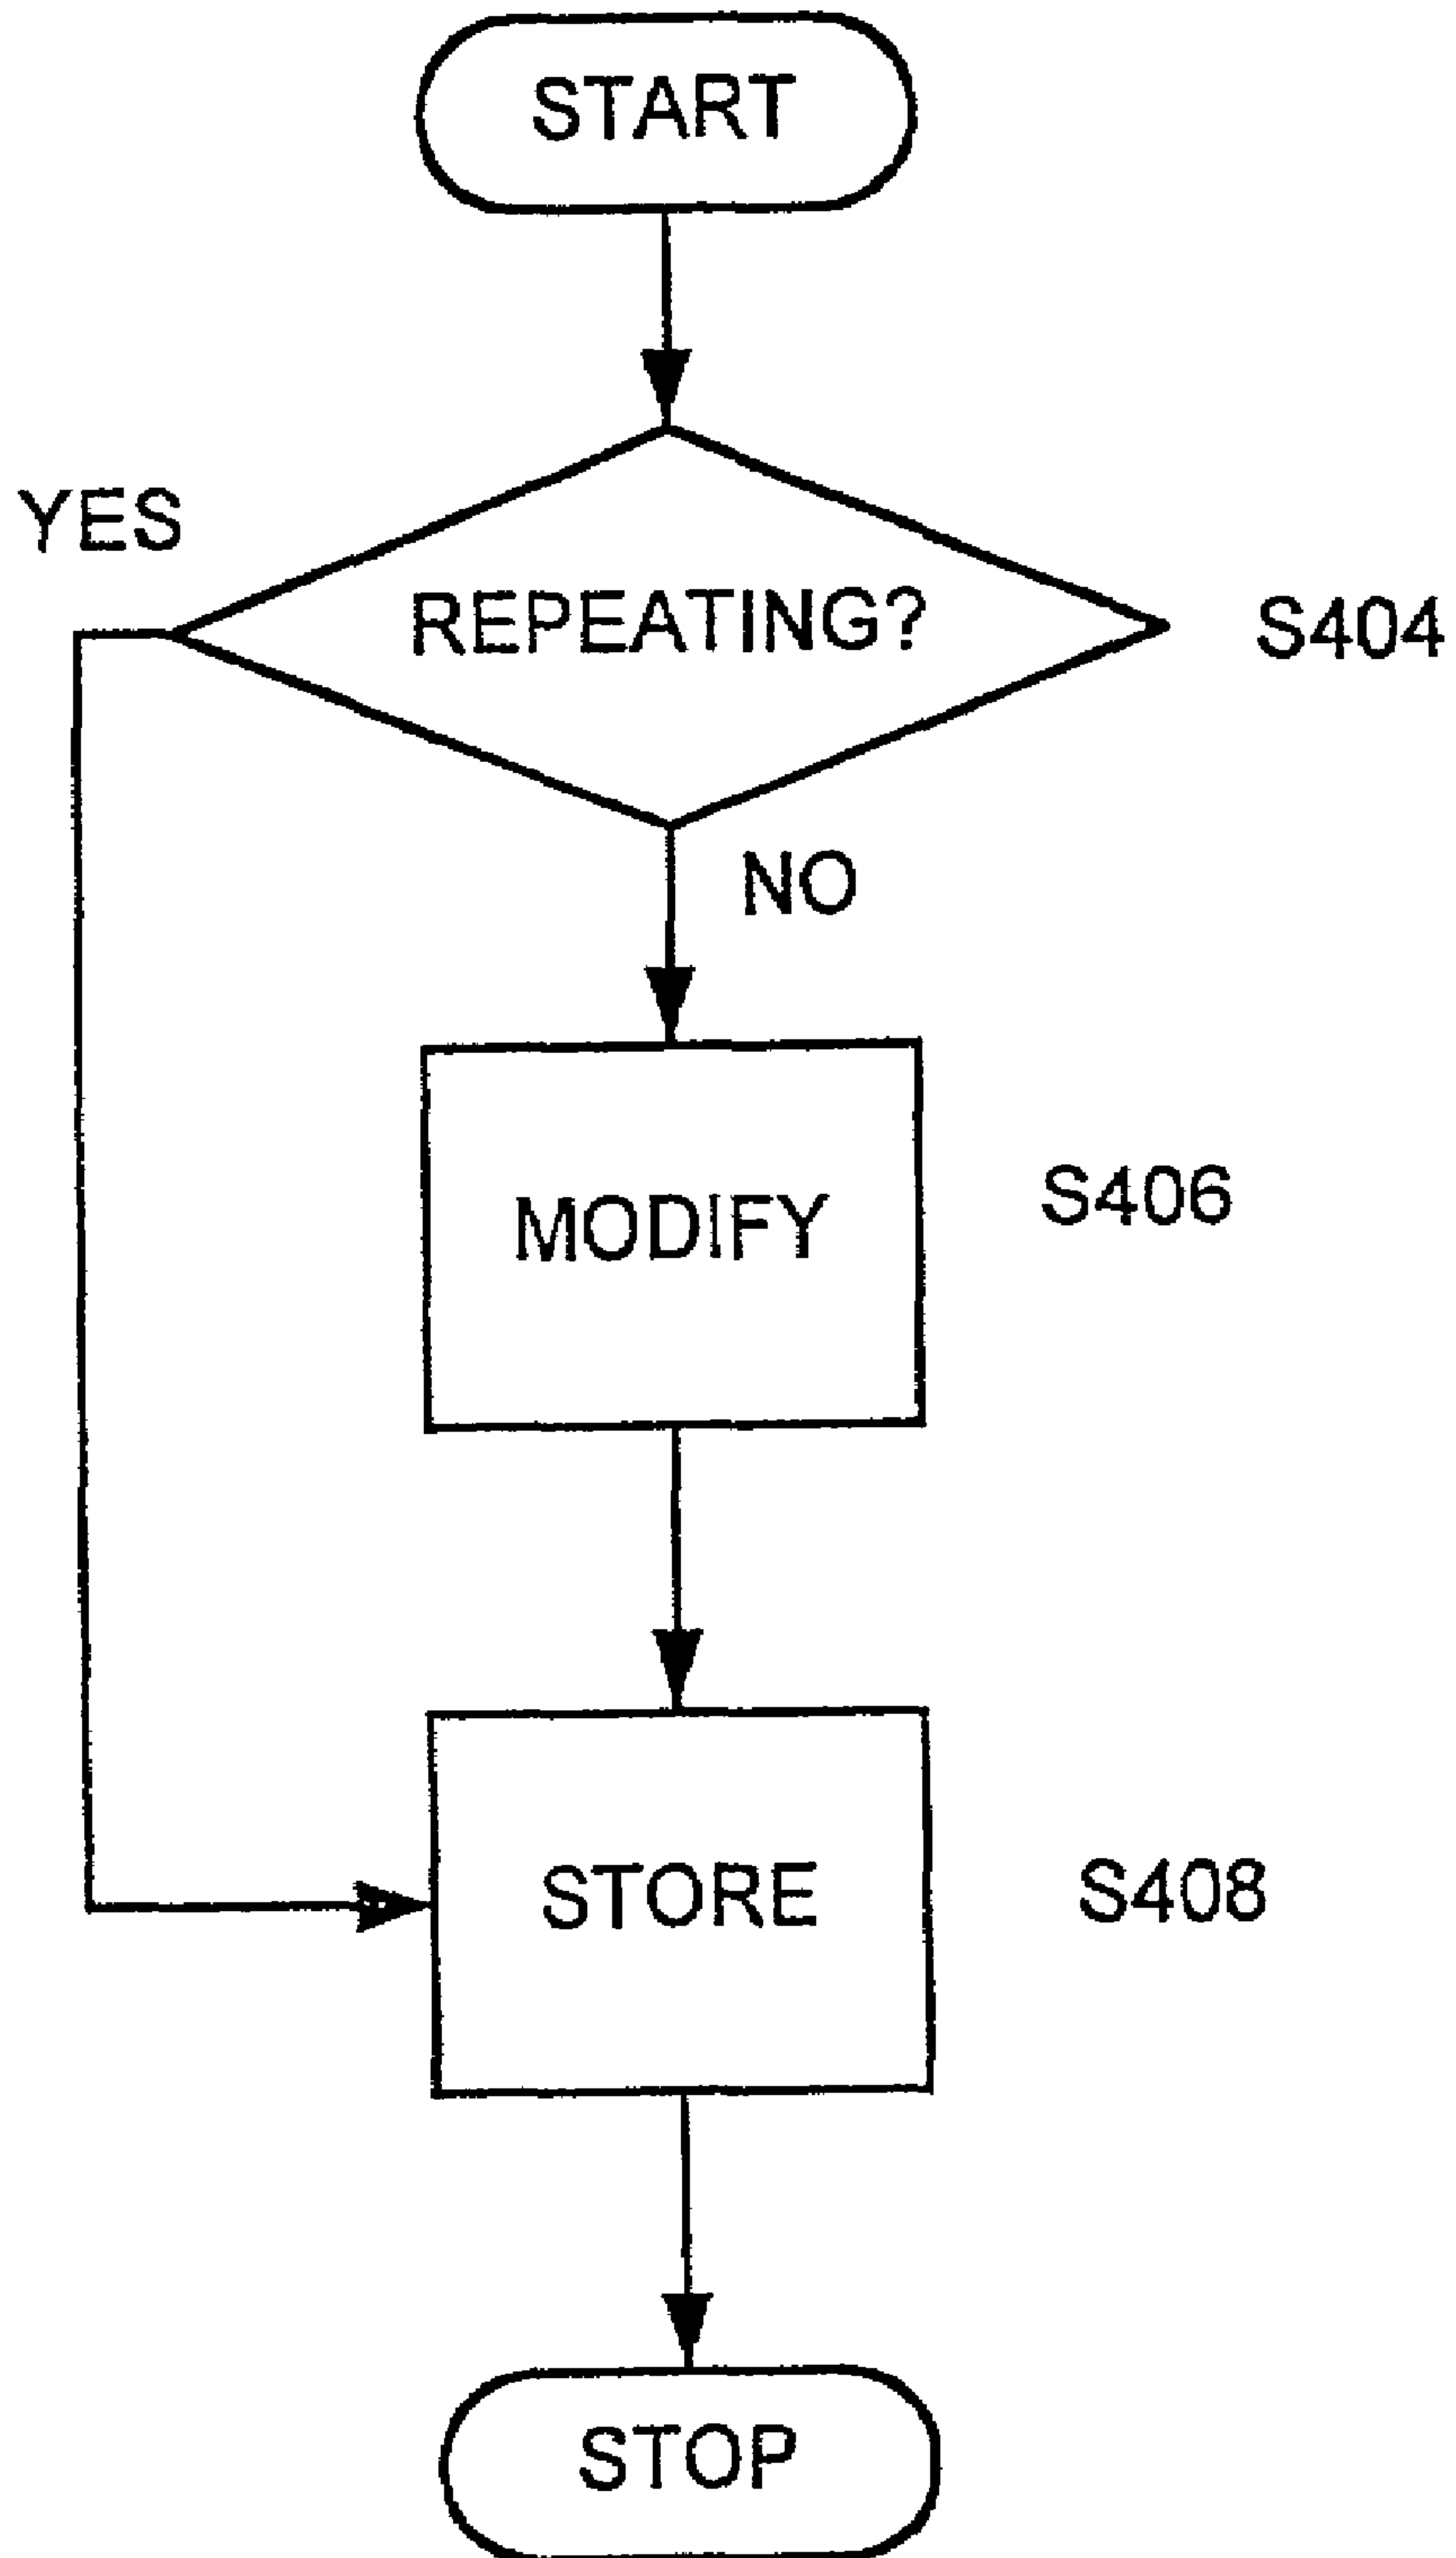 START
YES
REPEATING?
S404
NO
MODIFY
S406
STORE
S408
STOP